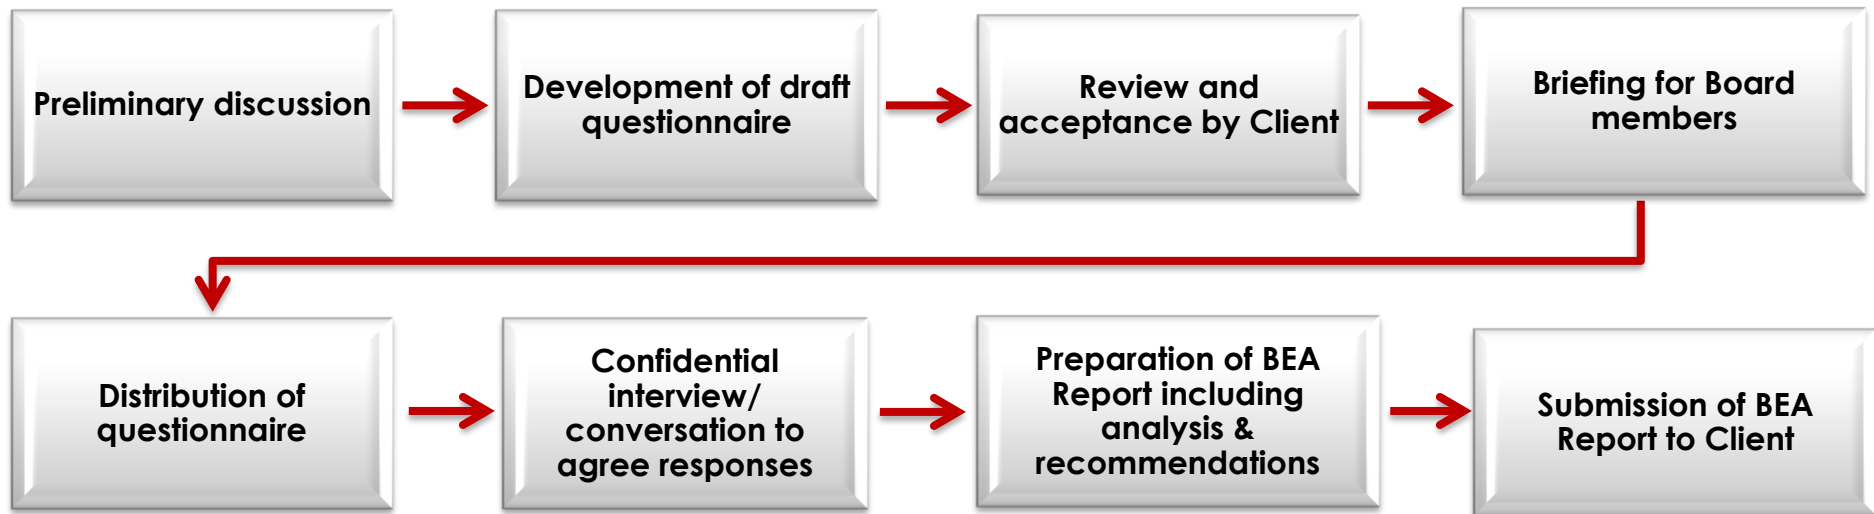 Preliminary discussion
Development of draft
questionnaire
Review and
acceptance by Client
Briefing for Board
members
Distribution of
questionnaire
Confidential
interview/
conversation to
agree responses
Preparation of BEA
Report including
analysis &
recommendations
Submission of BEA
Report to Client